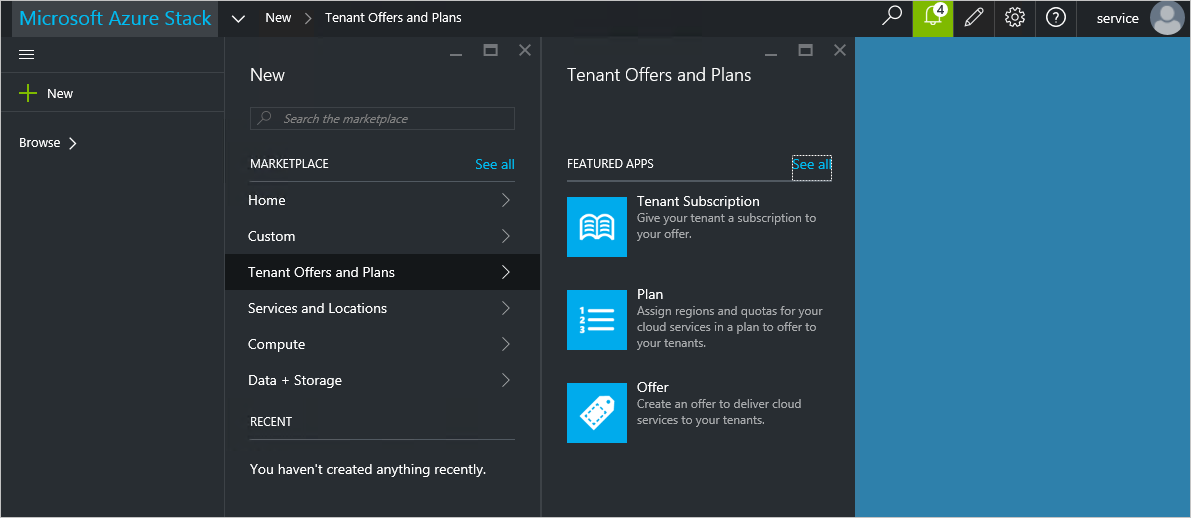 Microsoft Azure Stack
New
Tenant Offers and Plans
4
service
New
Browse
New
Search the marketplace
MARKETPLACE
See all
Home
Custom
Tenant Offers and Plans
Services and Locations
Compute
Data + Storage
RECENT
You haven't created anything recently.
Tenant Offers and Plans
FEATURED APPS
See all
Tenant Subscription
Give your tenant a subscription to
your offer.
1
2
3
Plan
Assign regions and quotas for your
cloud services in a plan to offer to
your tenants.
Offer
Create an offer to deliver cloud
services to your tenants.